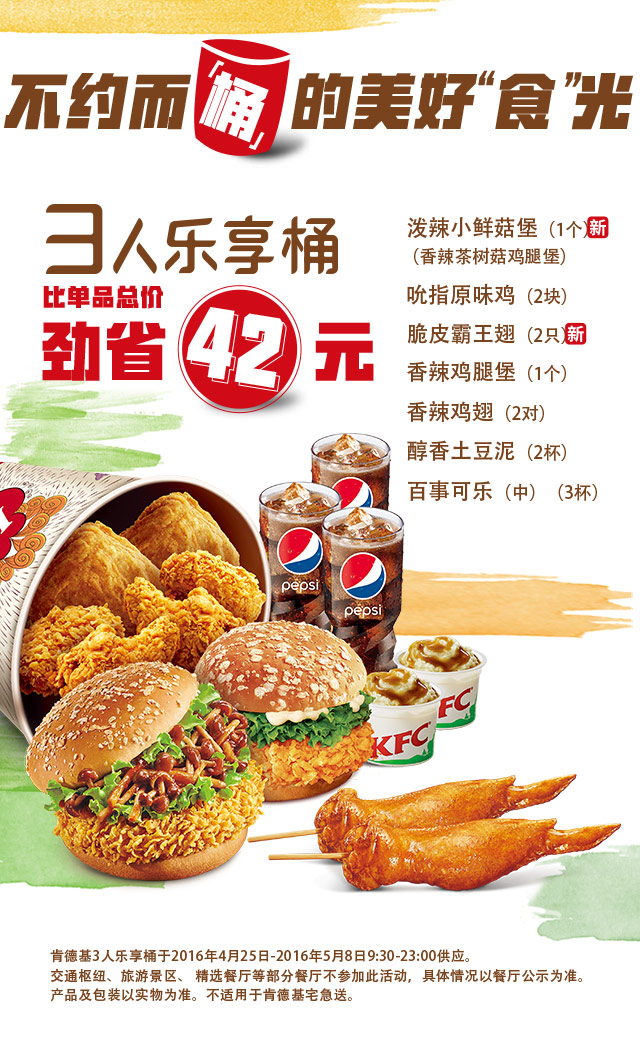 不约而「桶」的美好“食”光
3人乐享桶
比单品总价
劲省42元
泼辣小鲜菇堡（1个）新
（香辣茶树菇鸡腿堡）
吮指原味鸡（2块）
脆皮霸王翅（2只）新
香辣鸡腿堡（1个）
香辣鸡翅（2对）
醇香土豆泥（2杯）
百事可乐（中）（3杯）
pepsi
pepsi
KFC
KFC
肯德基3人乐享桶于2016年4月25日-2016年5月8日9:30-23:00供应。
交通枢纽、旅游景区、 精选餐厅等部分餐厅不参加此活动，具体情况以餐厅公示为准。
产品及包装以实物为准。不适用于肯德基宅急送。